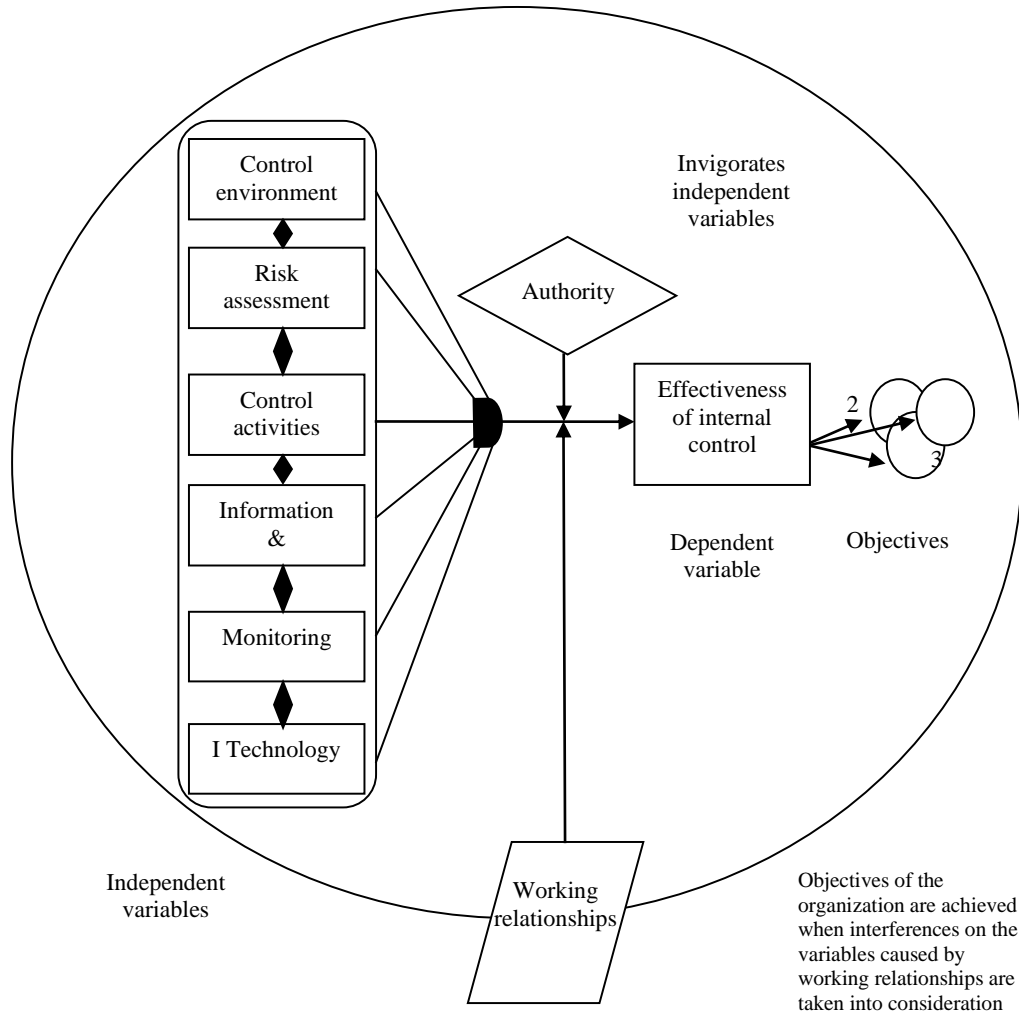 Control
environment
Risk
assessment
Control
activities
Information
&
Monitoring
I Technology
Independent
variables
Invigorates
independent
variables
Authority
Working
relationships
Effectiveness
of internal
control
Dependent
variable
2
3
Objectives
Objectives of the
organization are achieved
when interferences on the
variables caused by
working relationships are
taken into consideration